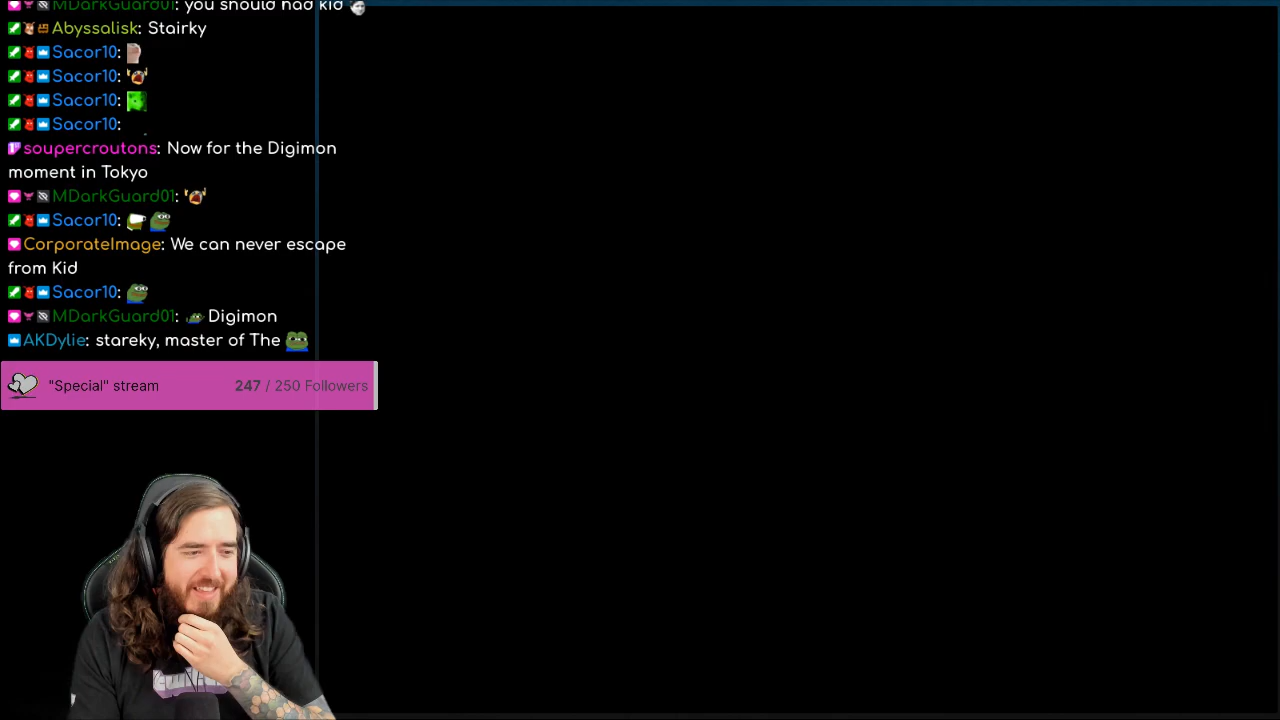 MDarkGuard01: you should had kid
Abyssalisk: Stairky
Sacor10:
Sacor10:
Sacor10:
Sacor10:
soupercroutons: Now for the Digimon
moment in Tokyo
MDarkGuard01:
Sacor10:
CorporateImage: We can never escape
from Kid
Sacor10:
MDarkGuard01: Digimon
AKDylie: stareky, master of The
"Special" stream 247 / 250 Followers